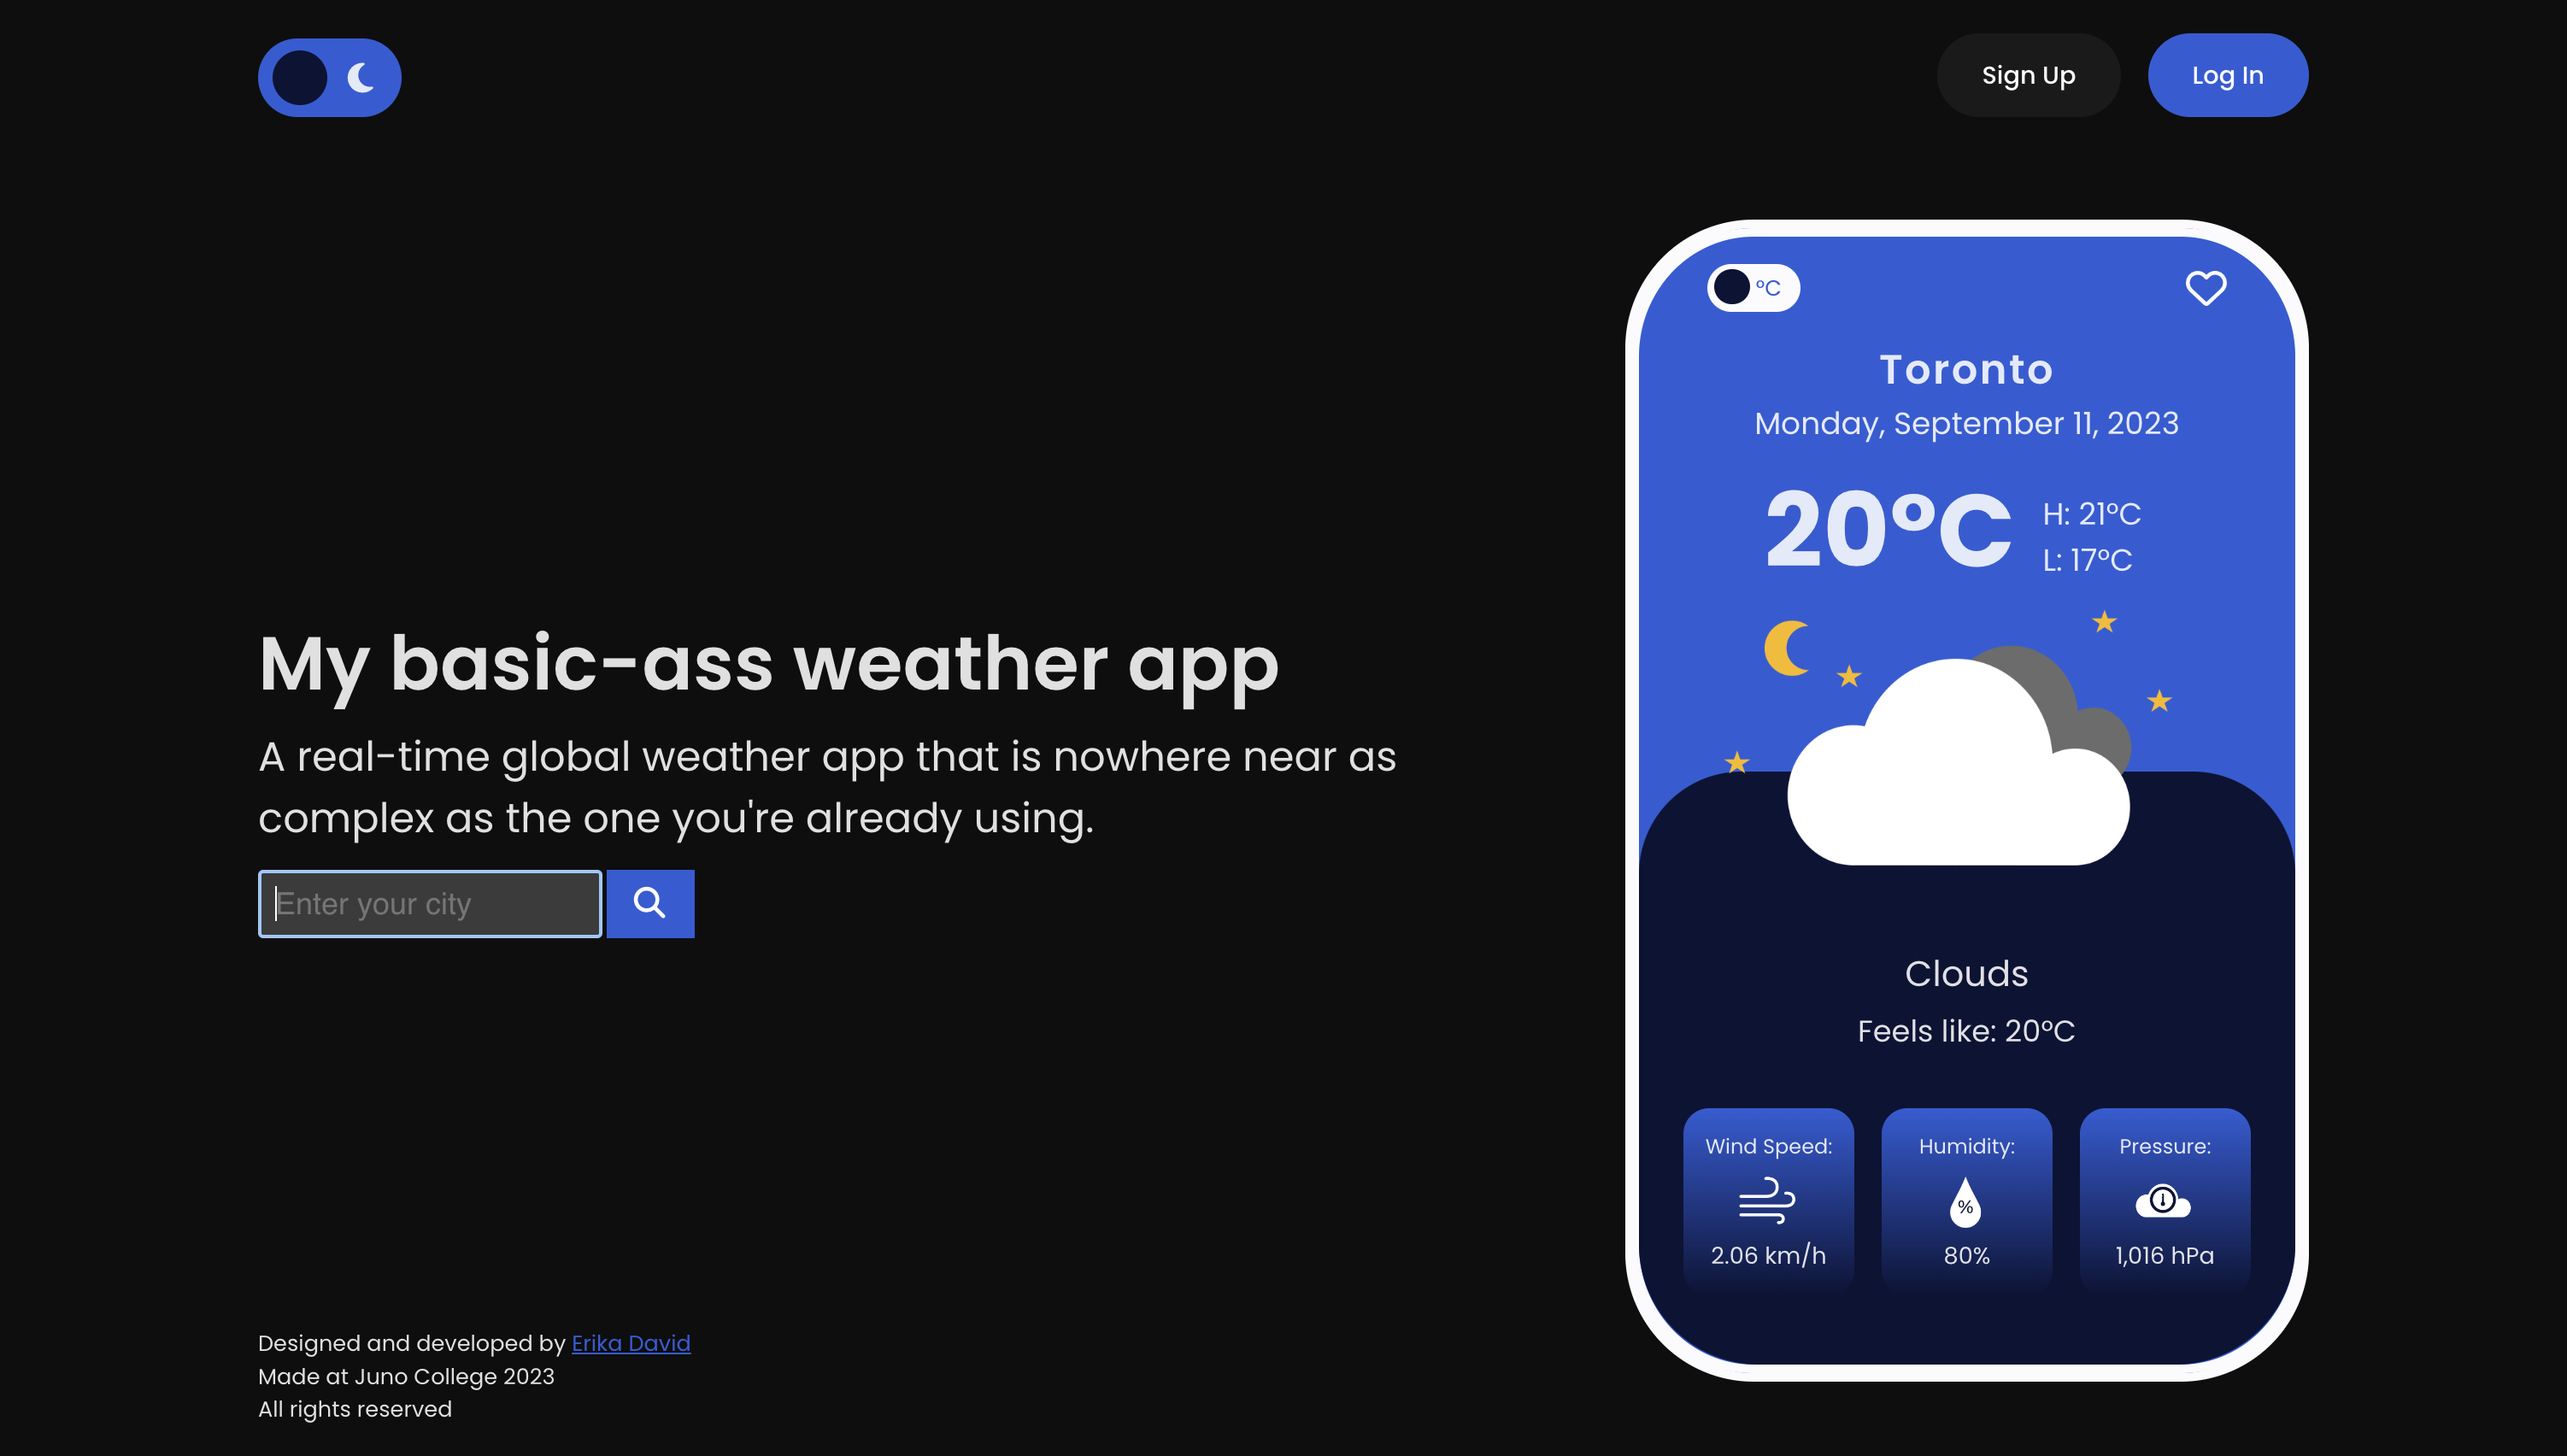 Sign Up
Log In
°C
Toronto
Monday, September 11, 2023
20°C
H: 21°C
L: 17°C
My basic-ass weather app
A real-time global weather app that is nowhere near as
complex as the one you're already using.
Enter your city
Clouds
Feels like: 20°C
Wind Speed:
2.06 km/h
Humidity:
%
80%
Pressure:
1,016 hPa
Designed and developed by Erika David
Made at Juno College 2023
All rights reserved